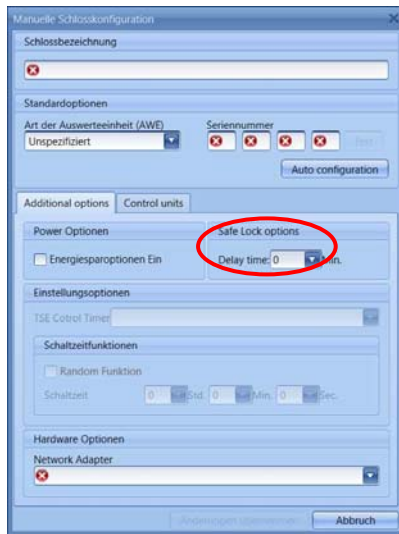 Manuelle Schlosskonfiguration
Schlossbezeichnung
Standardoptionen
Art der Auswerteeinheit (AWE) Seriennummer
Unspezifiziert Test
Auto configuration
Additional options Control units
Power Optionen Safe Lock options
Energiesparoptionen Ein Delay time: 0 Min.
Einstellungsoptionen
TSE Cotrol Timer
Schaltzeitfunktionen
Random Funktion
Schaltzeit 0 Std. 0 Min. 0 Sec.
Hardware Optionen
Network Adapter
Änderungen übernehmen Abbruch